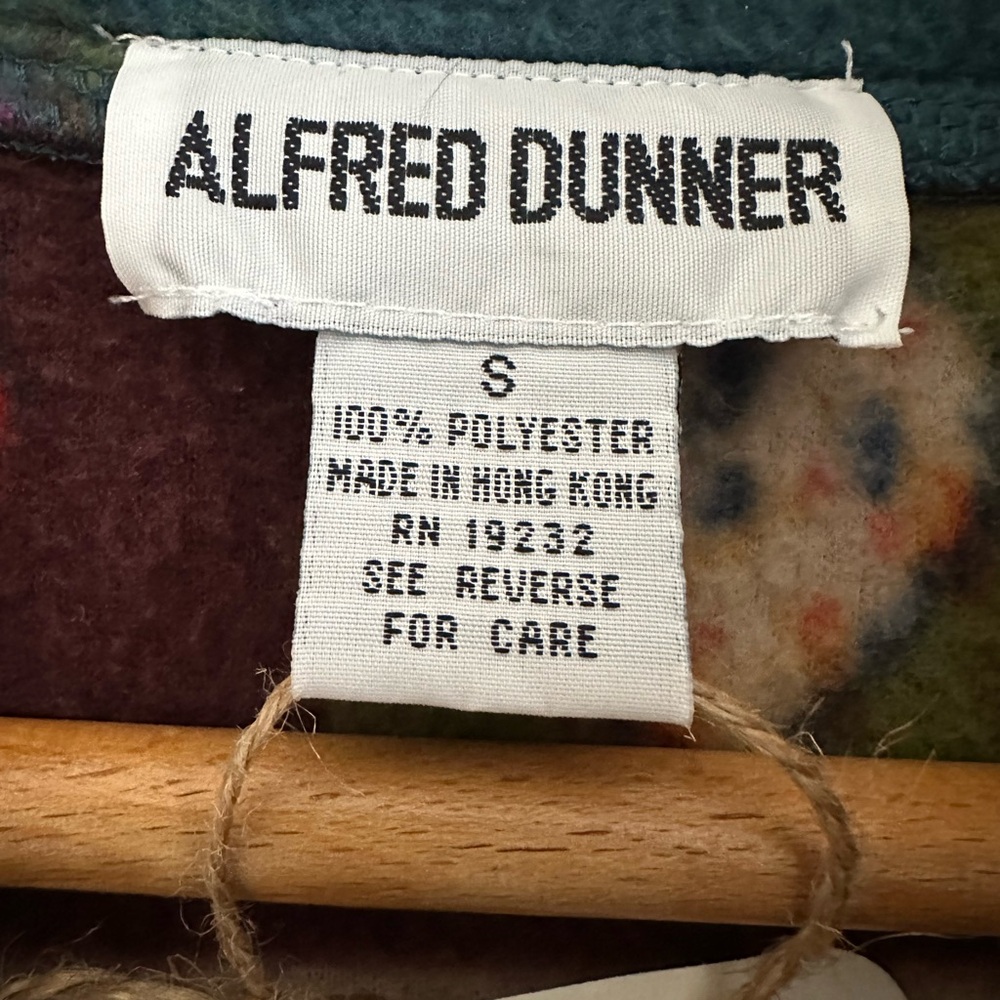 ALFRED DUNNER
S
100% POLYESTER
MADE IN HONG KONG
RN 19232
SEE REVERSE
FOR CARE